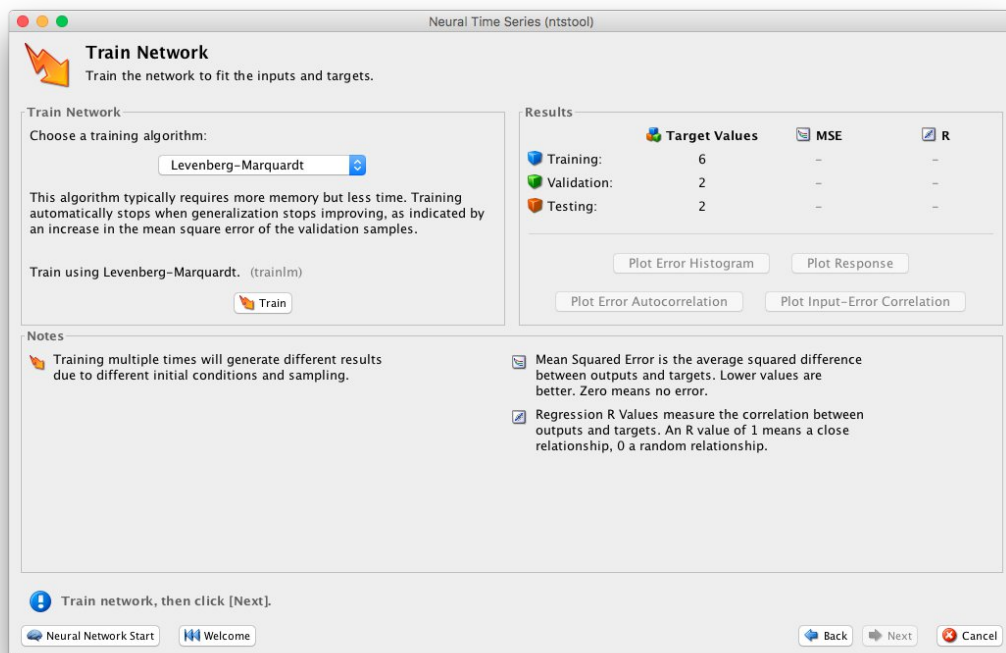 Neural Time Series (ntstool)
Train Network
Train the network to fit the inputs and targets.
Train Network
Choose a training algorithm:
Levenberg-Marquardt
This algorithm typically requires more memory but less time. Training
automatically stops when generalization stops improving, as indicated by
an increase in the mean square error of the validation samples.
Train using Levenberg-Marquardt. (trainlm)
Train
Results
Target Values MSE R
Training: 6 – –
Validation: 2 – –
Testing: 2 – –
Plot Error Histogram Plot Response
Plot Error Autocorrelation Plot Input-Error Correlation
Notes
Training multiple times will generate different results
due to different initial conditions and sampling.
Mean Squared Error is the average squared difference
between outputs and targets. Lower values are
better. Zero means no error.
Regression R Values measure the correlation between
outputs and targets. An R value of 1 means a close
relationship, 0 a random relationship.
Train network, then click [Next].
Neural Network Start Welcome Back Next Cancel